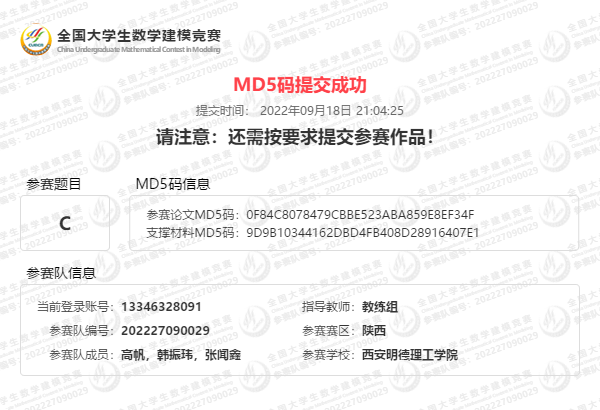 全国大学生数学建模竞赛
China Undergraduate Mathematical Contest in Modeling
MD5码提交成功
提交时间： 2022年09月18日 21:04:25
请注意：还需按要求提交参赛作品！
参赛题目
MD5码信息
C
参赛论文MD5码：0F84C8078479CBBE523ABA859E8EF34F
支撑材料MD5码：9D9B10344162DBD4FB408D28916407E1
参赛队信息
当前登录账号：13346328091
指导教师：教练组
参赛队编号：202227090029
参赛赛区：陕西
参赛队成员：高帆，韩振玮，张闻鑫
参赛学校：西安明德理工学院